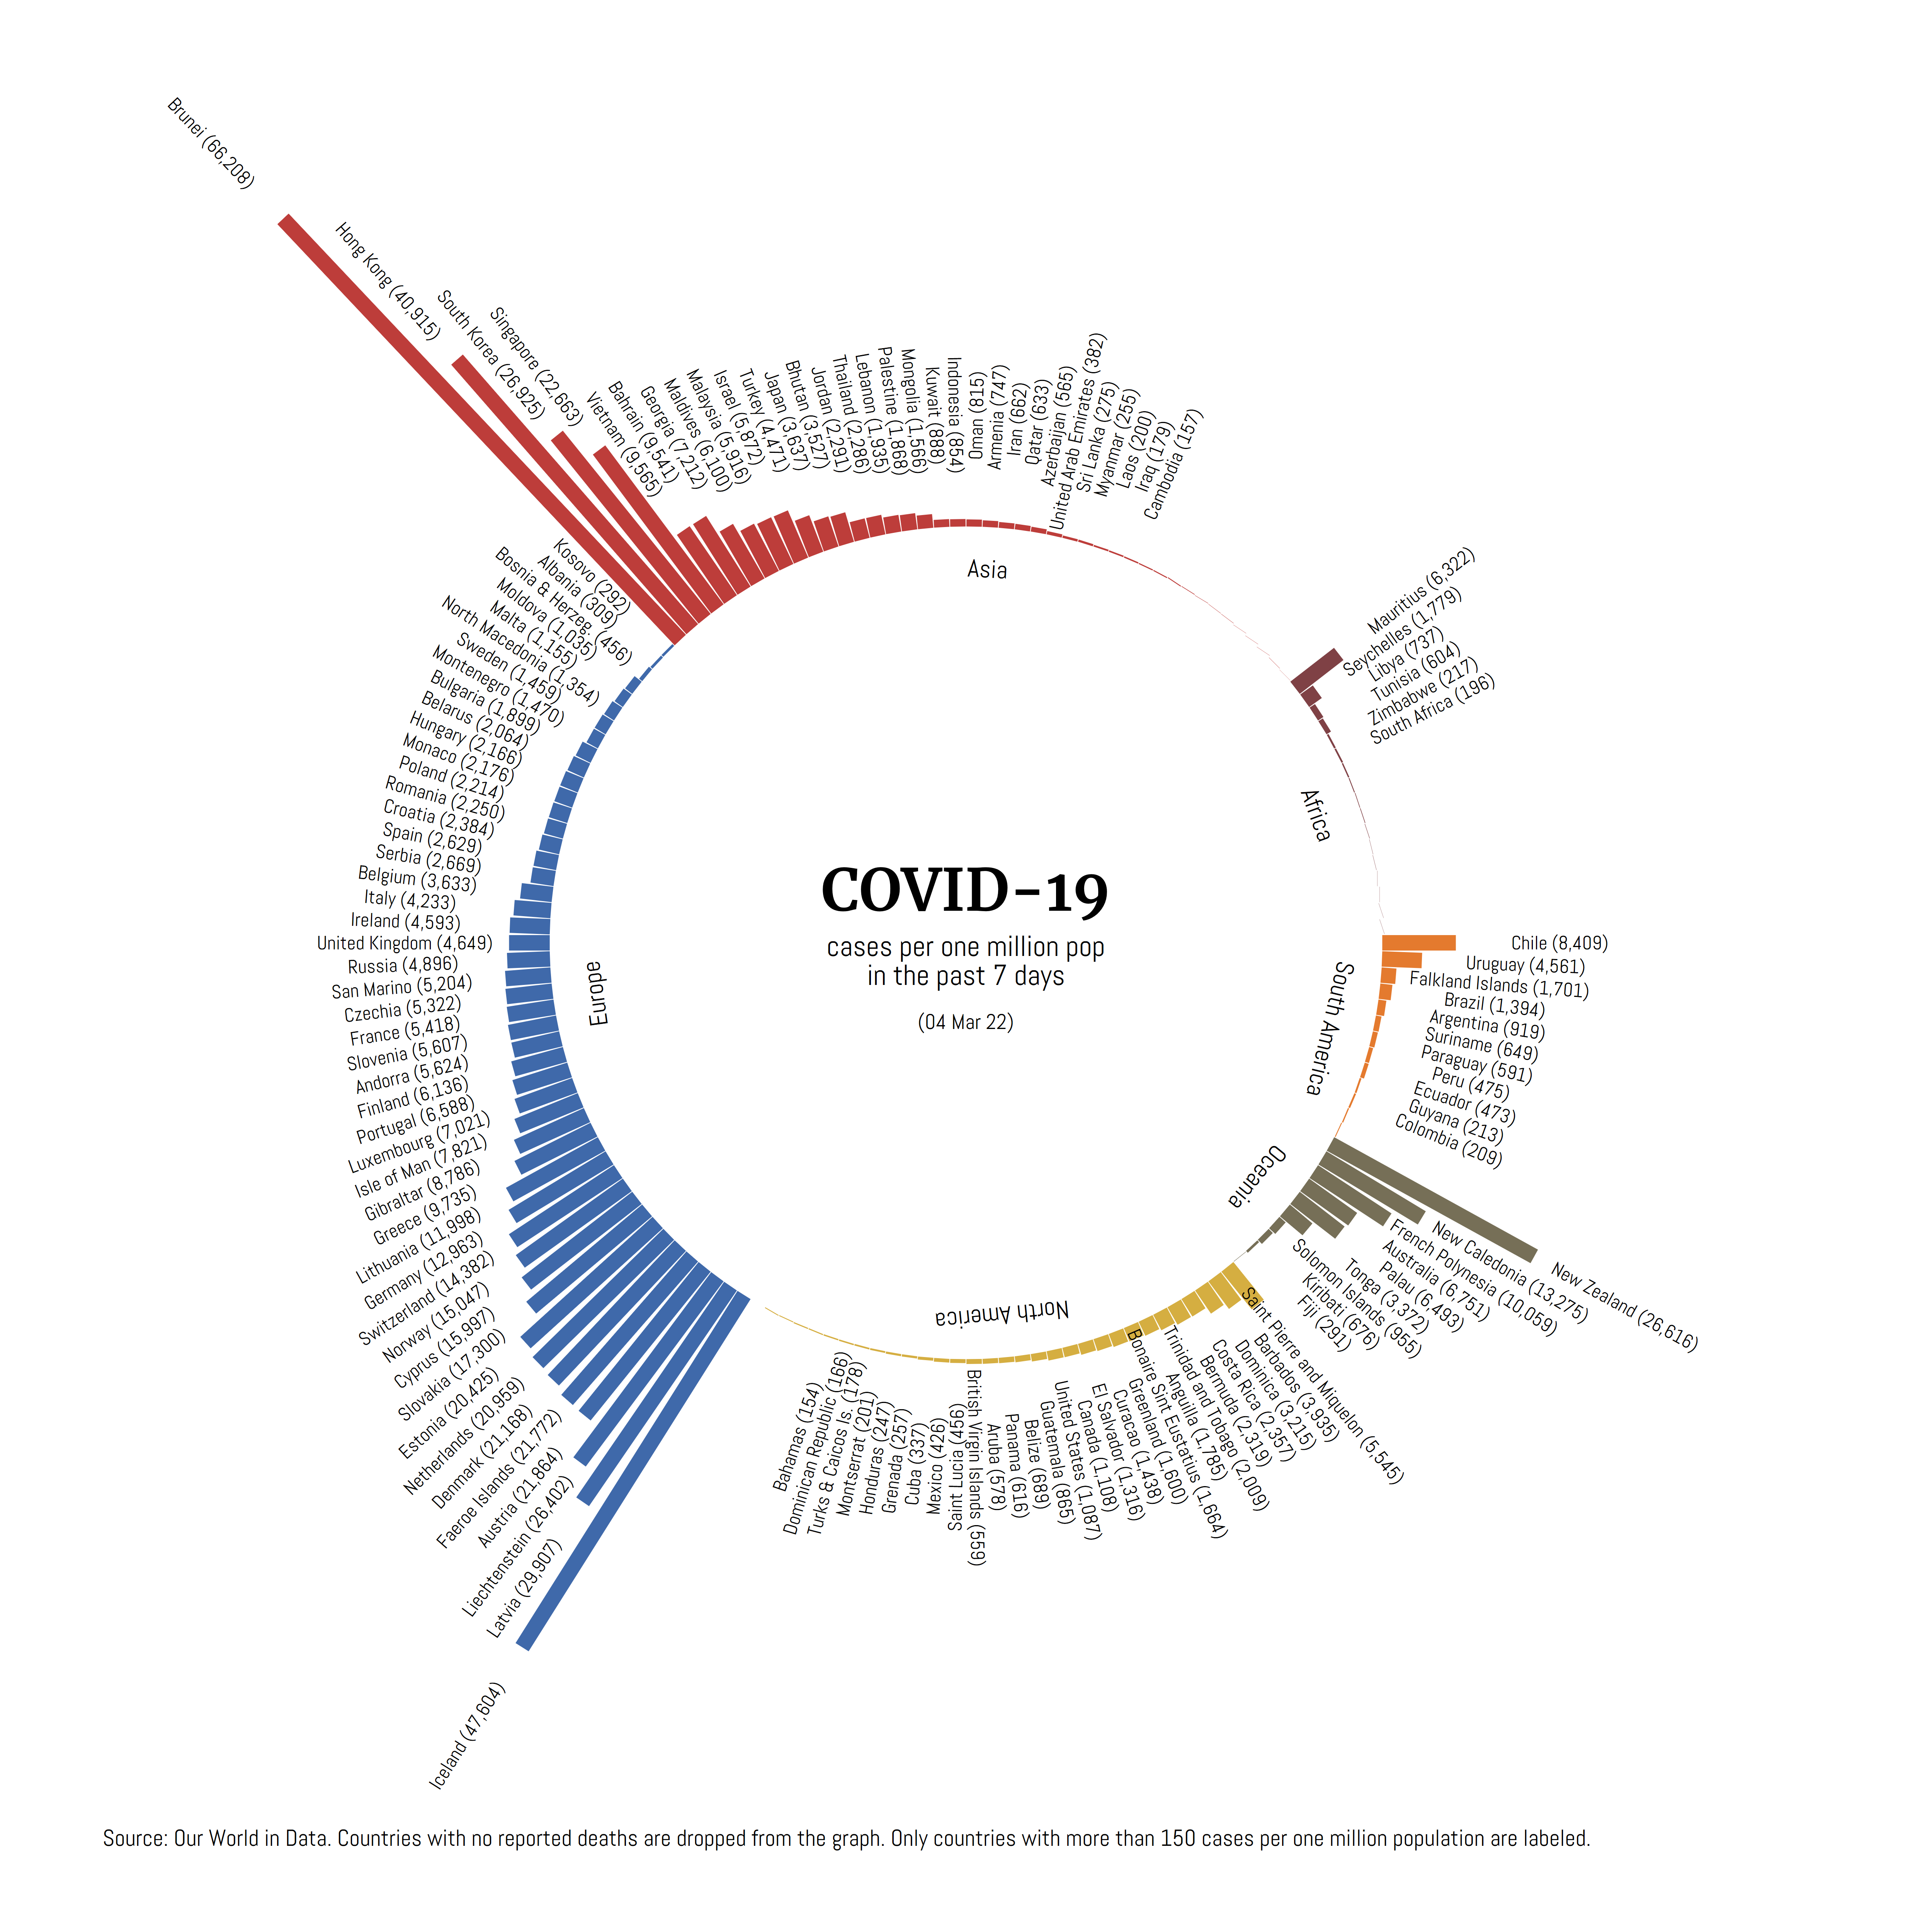 COVID-19
cases per one million pop
in the past 7 days
(04 Mar 22)
Asia
Brunei (66,208)
Hong Kong (40,915)
South Korea (26,925)
Singapore (22,663)
Vietnam (9,565)
Bahrain (9,541)
Georgia (7,212)
Maldives (6,100)
Malaysia (5,916)
Israel (5,872)
Turkey (4,471)
Japan (3,637)
Bhutan (3,527)
Jordan (2,291)
Thailand (2,286)
Lebanon (1,935)
Palestine (1,868)
Mongolia (1,566)
Kuwait (888)
Indonesia (854)
Oman (815)
Armenia (747)
Iran (662)
Qatar (633)
Azerbaijan (565)
United Arab Emirates (382)
Sri Lanka (275)
Myanmar (255)
Laos (200)
Iraq (179)
Cambodia (157)
Africa
Mauritius (6,322)
Seychelles (1,779)
Libya (737)
Tunisia (604)
Zimbabwe (217)
South Africa (196)
South America
Chile (8,409)
Uruguay (4,561)
Falkland Islands (1,701)
Brazil (1,394)
Argentina (919)
Suriname (649)
Paraguay (591)
Peru (475)
Ecuador (473)
Guyana (213)
Colombia (209)
Oceania
New Zealand (26,616)
New Caledonia (13,275)
French Polynesia (10,059)
Australia (6,751)
Palau (6,493)
Tonga (3,372)
Solomon Islands (955)
Kiribati (676)
Fiji (291)
North America
Saint Pierre and Miquelon (5,545)
Barbados (3,935)
Dominica (3,215)
Costa Rica (2,357)
Bermuda (2,319)
Trinidad and Tobago (2,009)
Anguilla (1,785)
Bonaire Sint Eustatius (1,664)
Greenland (1,600)
Curacao (1,438)
El Salvador (1,316)
Canada (1,108)
United States (1,087)
Guatemala (865)
Belize (689)
Panama (616)
Aruba (578)
British Virgin Islands (559)
Saint Lucia (456)
Mexico (426)
Cuba (337)
Grenada (257)
Honduras (247)
Montserrat (201)
Turks & Caicos Is. (178)
Dominican Republic (166)
Bahamas (154)
Europe
Iceland (47,604)
Latvia (29,907)
Liechtenstein (26,402)
Austria (21,864)
Faeroe Islands (21,772)
Denmark (21,168)
Netherlands (20,959)
Estonia (20,425)
Slovakia (17,300)
Cyprus (15,997)
Norway (15,047)
Switzerland (14,382)
Germany (12,963)
Lithuania (11,998)
Greece (9,735)
Gibraltar (8,786)
Isle of Man (7,821)
Luxembourg (7,021)
Portugal (6,588)
Finland (6,136)
Andorra (5,624)
Slovenia (5,607)
France (5,418)
Czechia (5,322)
San Marino (5,204)
Russia (4,896)
United Kingdom (4,649)
Ireland (4,593)
Italy (4,233)
Belgium (3,633)
Serbia (2,669)
Spain (2,629)
Croatia (2,384)
Romania (2,250)
Poland (2,214)
Monaco (2,176)
Hungary (2,166)
Belarus (2,064)
Bulgaria (1,899)
Montenegro (1,470)
Sweden (1,459)
North Macedonia (1,354)
Malta (1,155)
Moldova (1,035)
Bosnia & Herzeg. (456)
Albania (309)
Kosovo (292)
Source: Our World in Data. Countries with no reported deaths are dropped from the graph. Only countries with more than 150 cases per one million population are labeled.